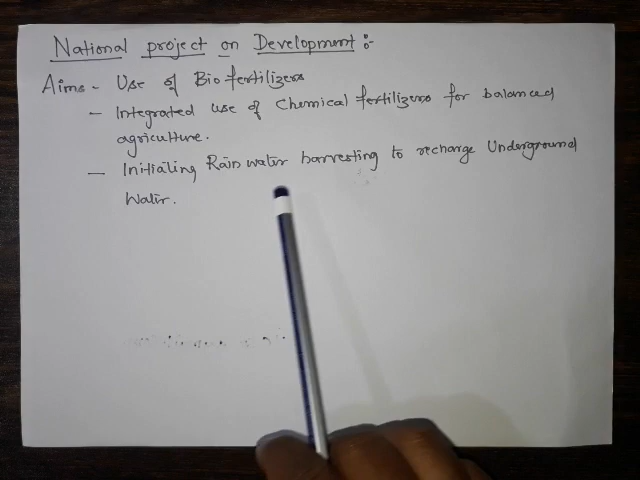 National project on Development :-
Aims - Use of Bio fertilizers
- Integrated use of Chemical fertilizers for balanced
agriculture.
- Initiating Rain water harvesting to recharge Underground
Water.